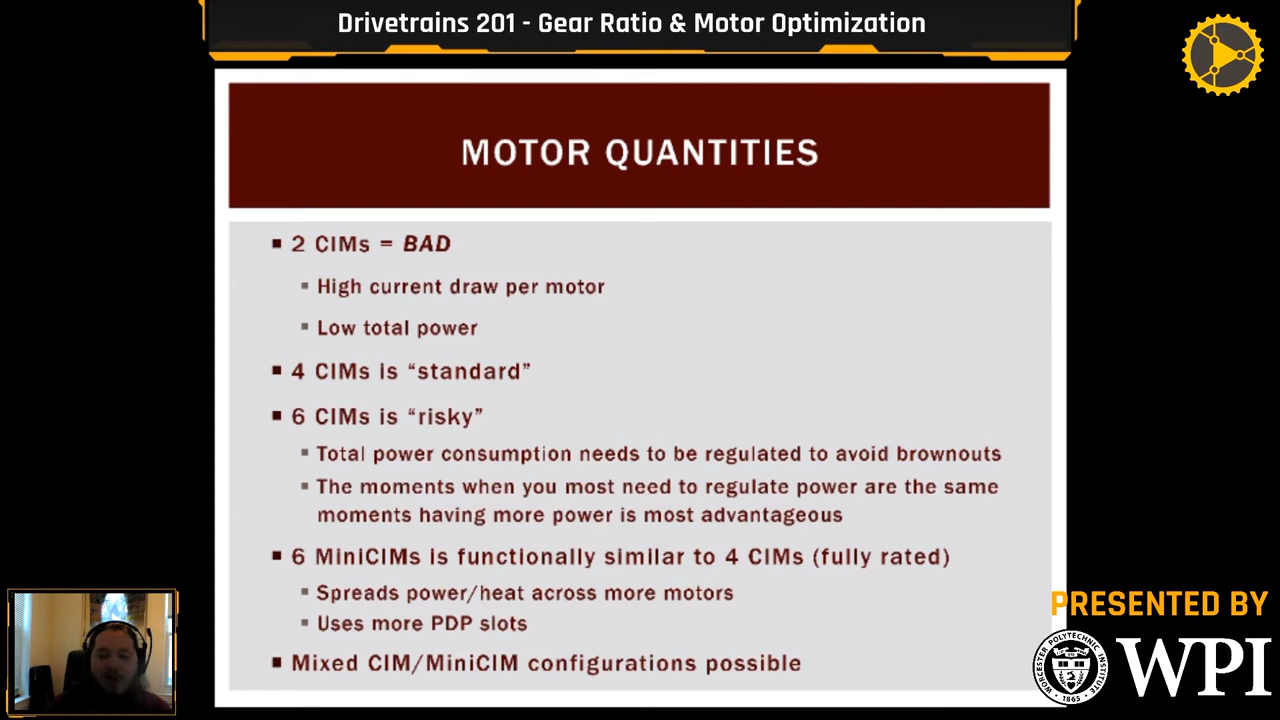 Drivetrains 201 - Gear Ratio & Motor Optimization
MOTOR QUANTITIES
▪ 2 CIMs = BAD
▪ High current draw per motor
▪ Low total power
▪ 4 CIMs is “standard”
▪ 6 CIMs is “risky”
▪ Total power consumption needs to be regulated to avoid brownouts
▪ The moments when you most need to regulate power are the same
moments having more power is most advantageous
▪ 6 MiniCIMs is functionally similar to 4 CIMs (fully rated)
▪ Spreads power/heat across more motors
▪ Uses more PDP slots
▪ Mixed CIM/MiniCIM configurations possible
PRESENTED BY
WORCESTER POLYTECHNIC INSTITUTE
1865
WPI